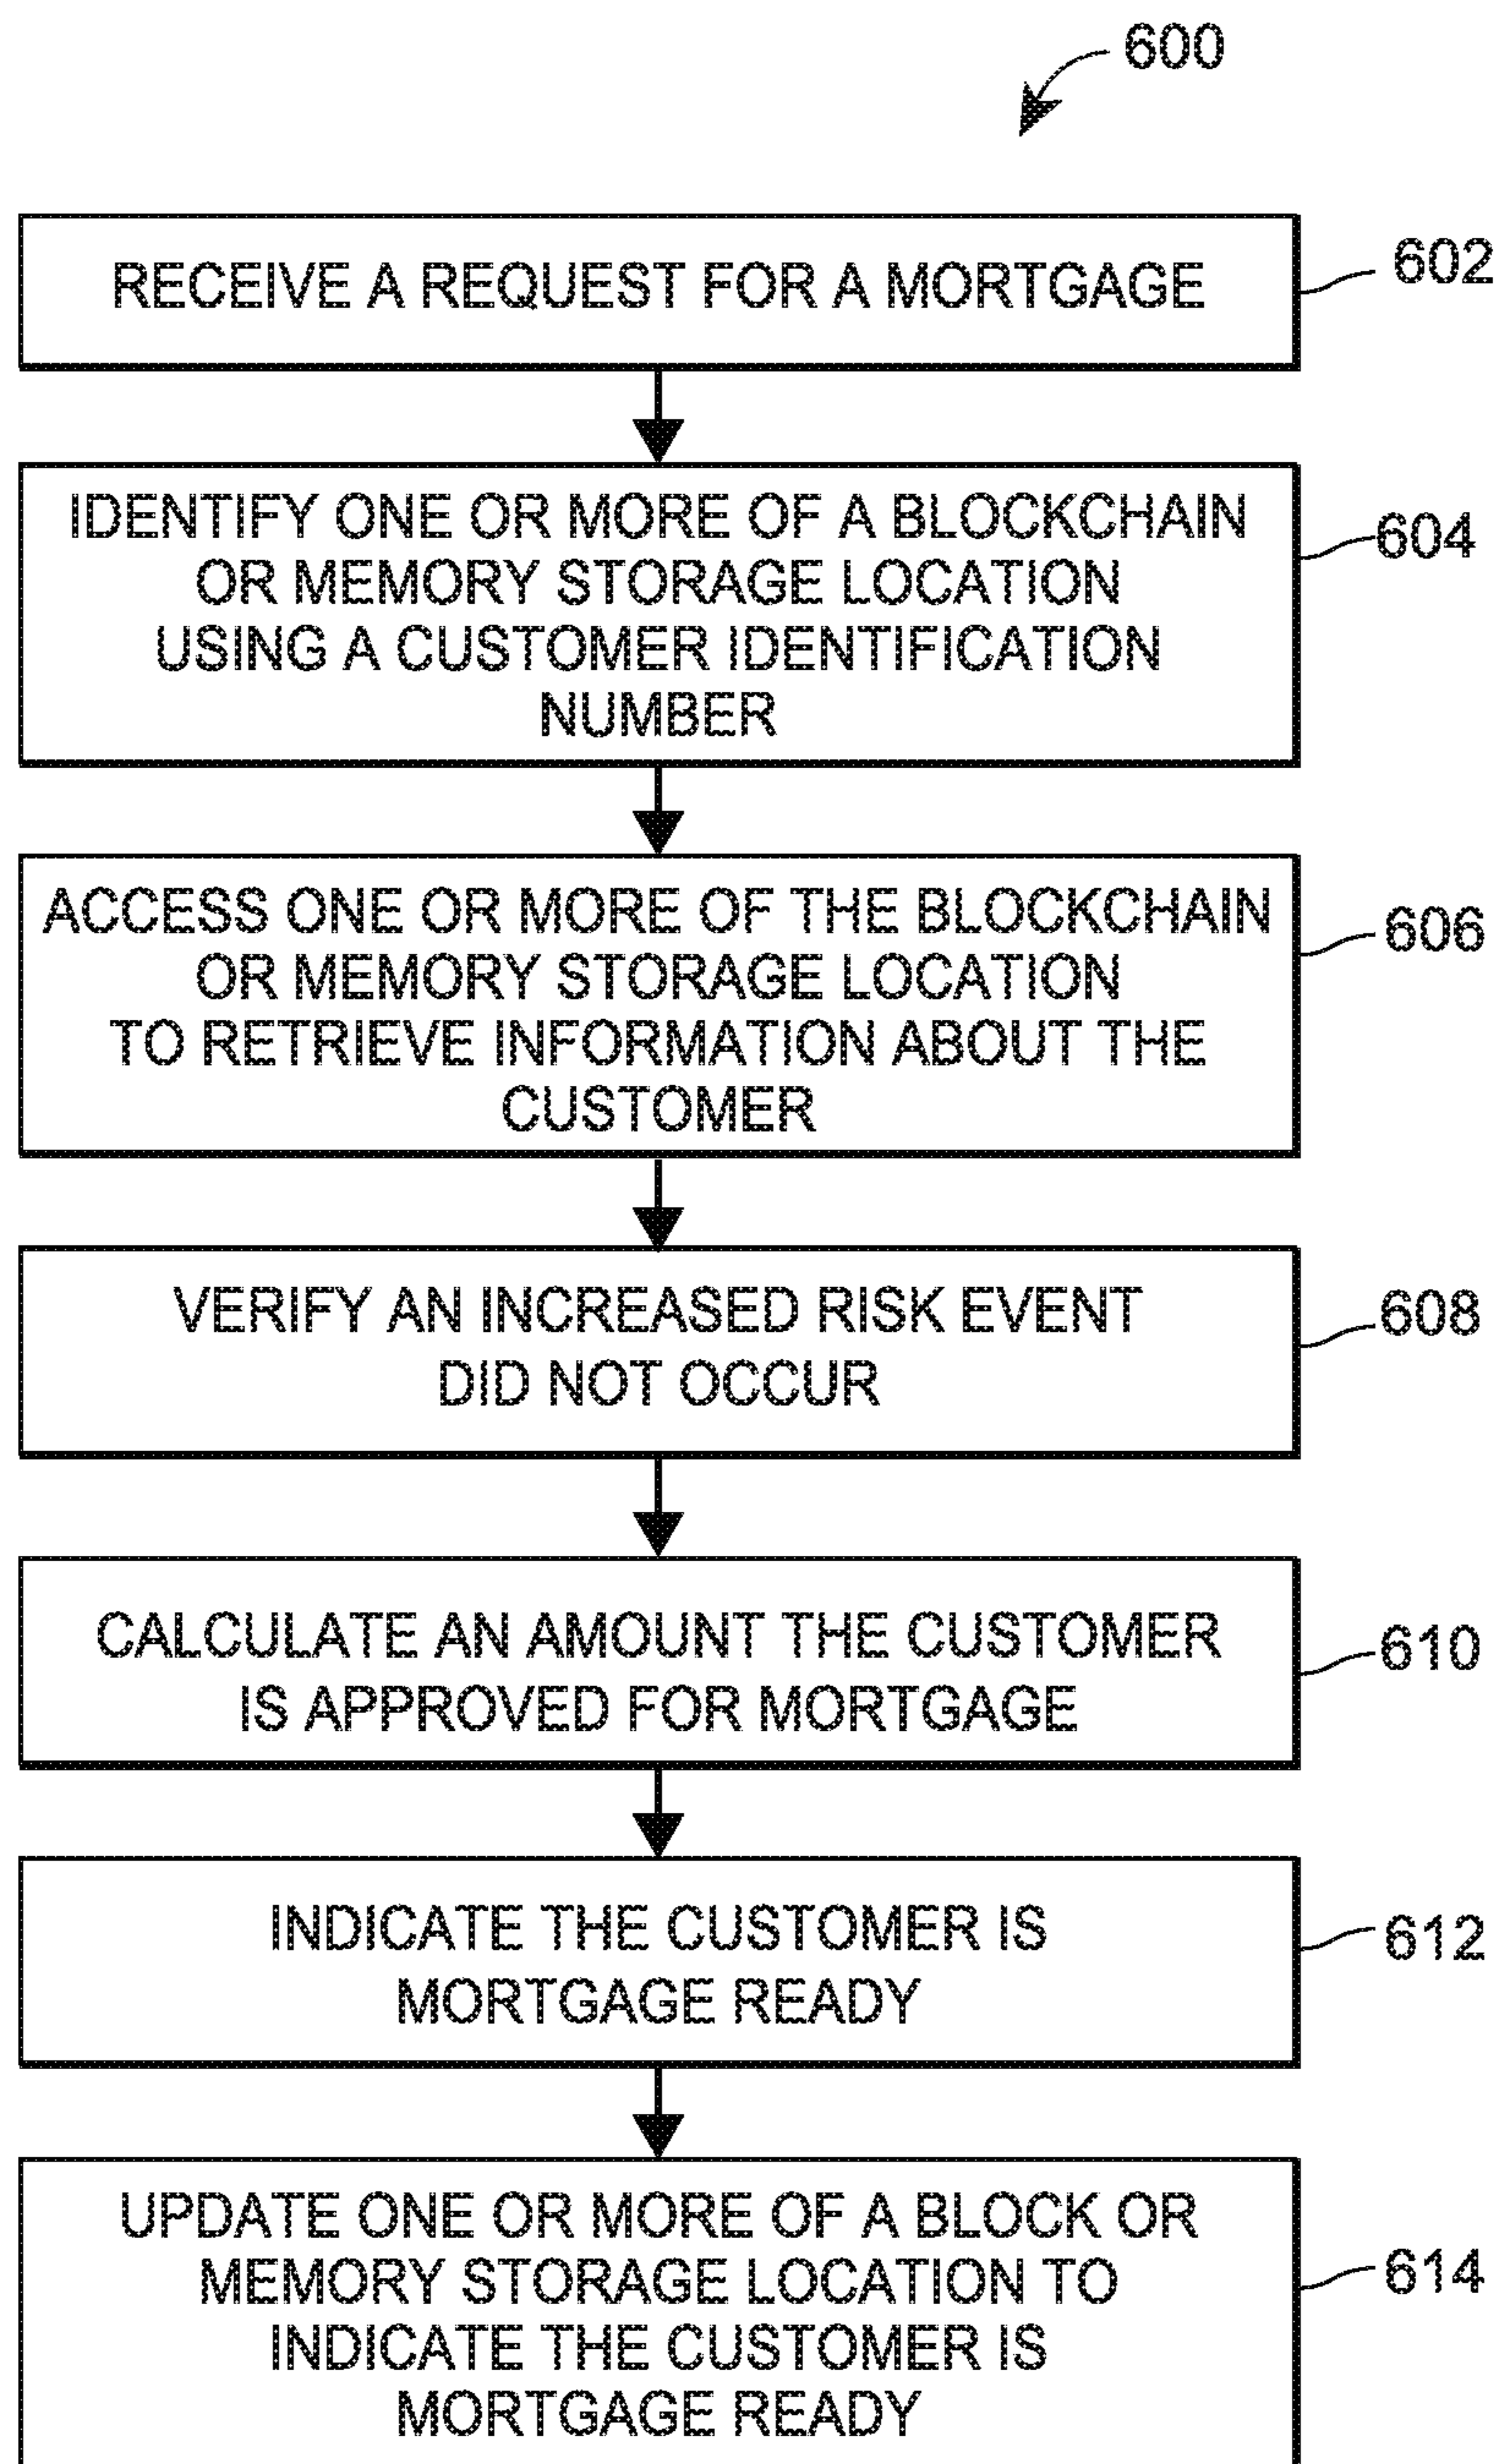 600
RECEIVE A REQUEST FOR A MORTGAGE
602
IDENTIFY ONE OR MORE OF A BLOCKCHAIN
OR MEMORY STORAGE LOCATION
USING A CUSTOMER IDENTIFICATION
NUMBER
604
ACCESS ONE OR MORE OF THE BLOCKCHAIN
OR MEMORY STORAGE LOCATION
TO RETRIEVE INFORMATION ABOUT THE
CUSTOMER
606
VERIFY AN INCREASED RISK EVENT
DID NOT OCCUR
608
CALCULATE AN AMOUNT THE CUSTOMER
IS APPROVED FOR MORTGAGE
610
INDICATE THE CUSTOMER IS
MORTGAGE READY
612
UPDATE ONE OR MORE OF A BLOCK OR
MEMORY STORAGE LOCATION TO
INDICATE THE CUSTOMER IS
MORTGAGE READY
614